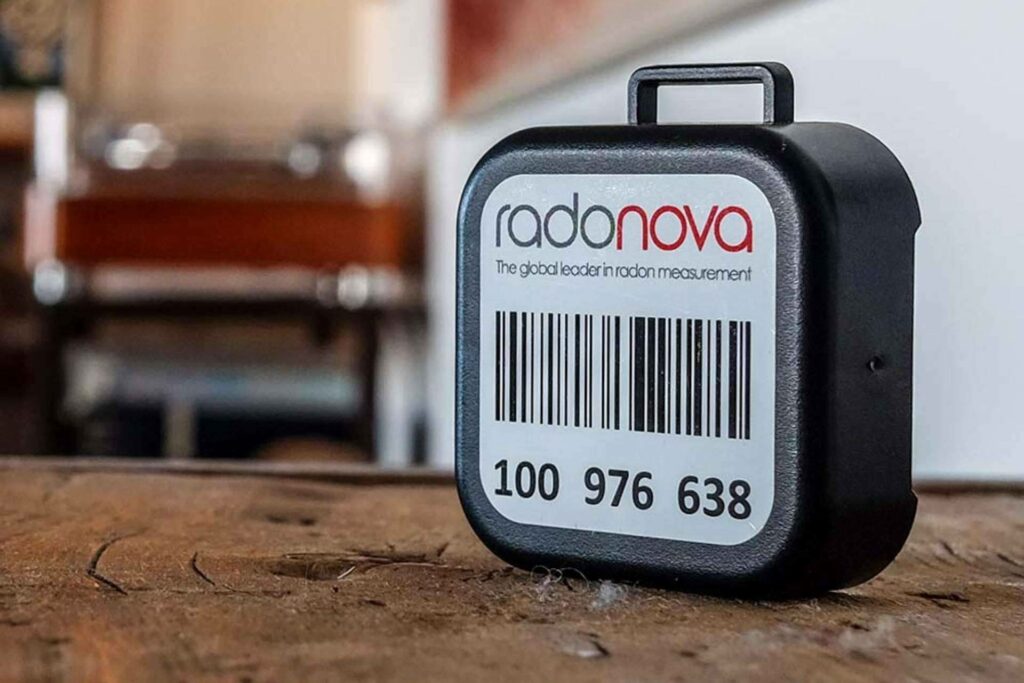 radonova
The global leader in radon measurement
100 976 638